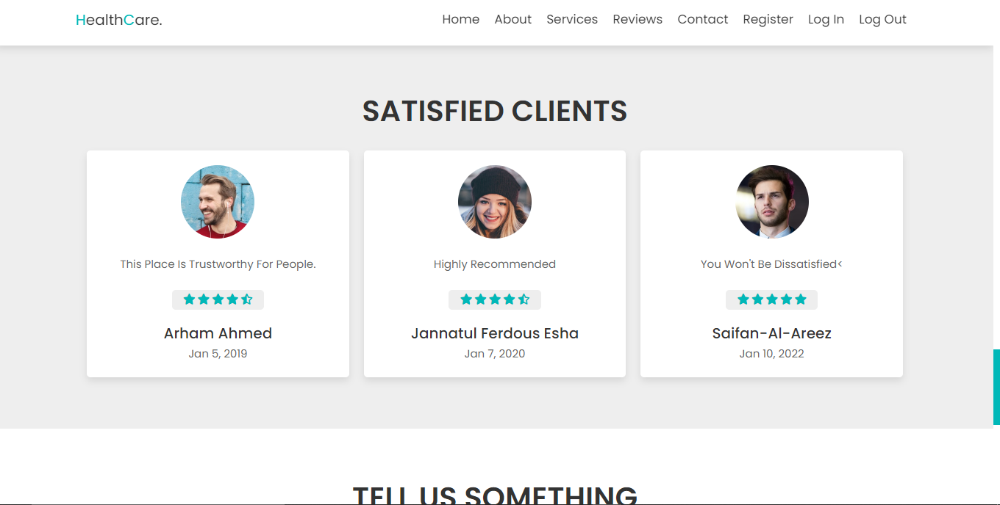 HealthCare.
Home About Services Reviews Contact Register Log In Log Out
SATISFIED CLIENTS
This Place Is Trustworthy For People.
Arham Ahmed
Jan 5, 2019
Highly Recommended
Jannatul Ferdous Esha
Jan 7, 2020
You Won't Be Dissatisfied<
Saifan-Al-Areez
Jan 10, 2022
TELL US SOMETHING